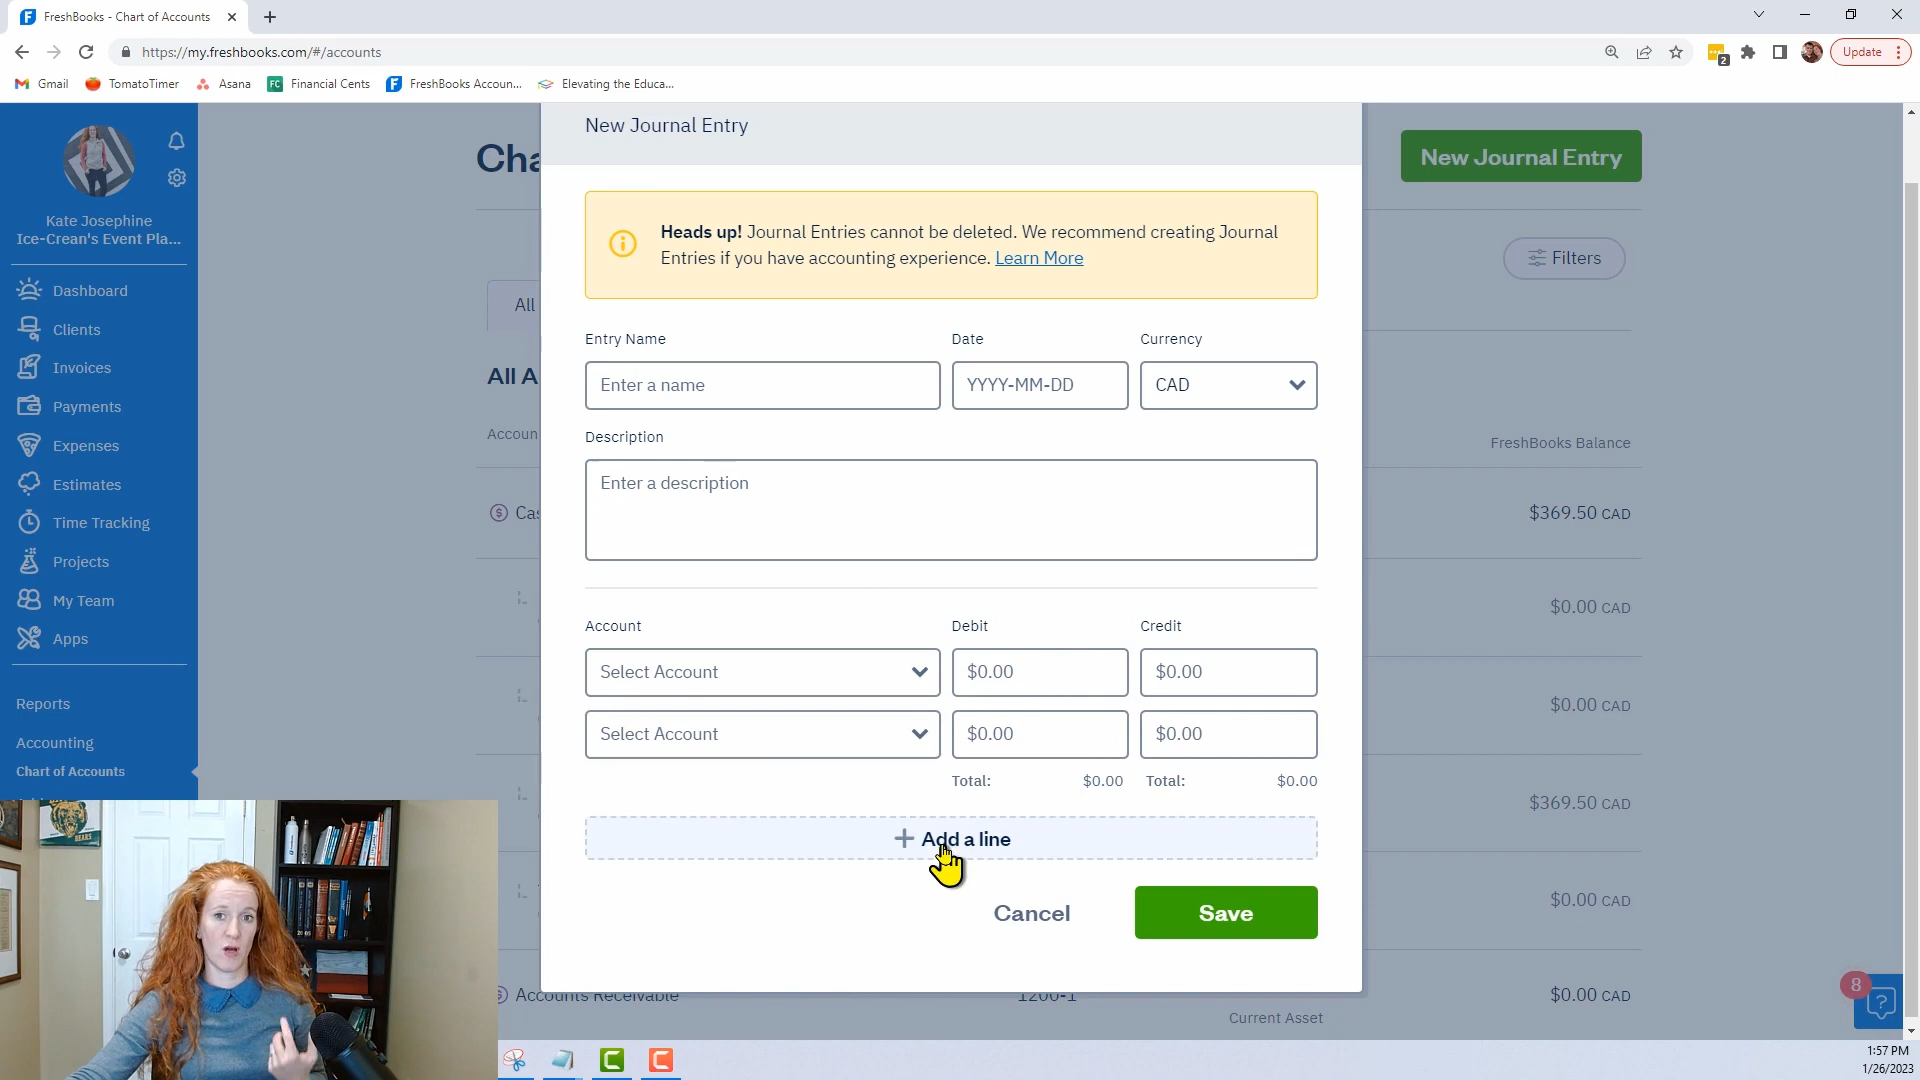 FreshBooks - Chart of Accounts
https://my.freshbooks.com/#/accounts
2
Update
Gmail
TomatoTimer
Asana
FC
Financial Cents
FreshBooks Accoun...
Elevating the Educa...
Kate Josephine
Ice-Crean's Event Pla...
Dashboard
Clients
Invoices
Payments
Expenses
Estimates
Time Tracking
Projects
My Team
Apps
Reports
Accounting
Chart of Accounts
Cha
New Journal Entry
Filters
All
All A
Accoun
FreshBooks Balance
Cas
$369.50 CAD
$0.00 CAD
$0.00 CAD
$369.50 CAD
$0.00 CAD
Accounts Receivable
1200-1
$0.00 CAD
Current Asset
New Journal Entry
Heads up! Journal Entries cannot be deleted. We recommend creating Journal
Entries if you have accounting experience. Learn More
Entry Name
Date
Currency
Enter a name
YYYY-MM-DD
CAD
Description
Enter a description
Account
Debit
Credit
Select Account
$0.00
$0.00
Select Account
$0.00
$0.00
Total:
$0.00
Total:
$0.00
Add a line
Cancel
Save
8
BEARS
1:57 PM
1/26/2023